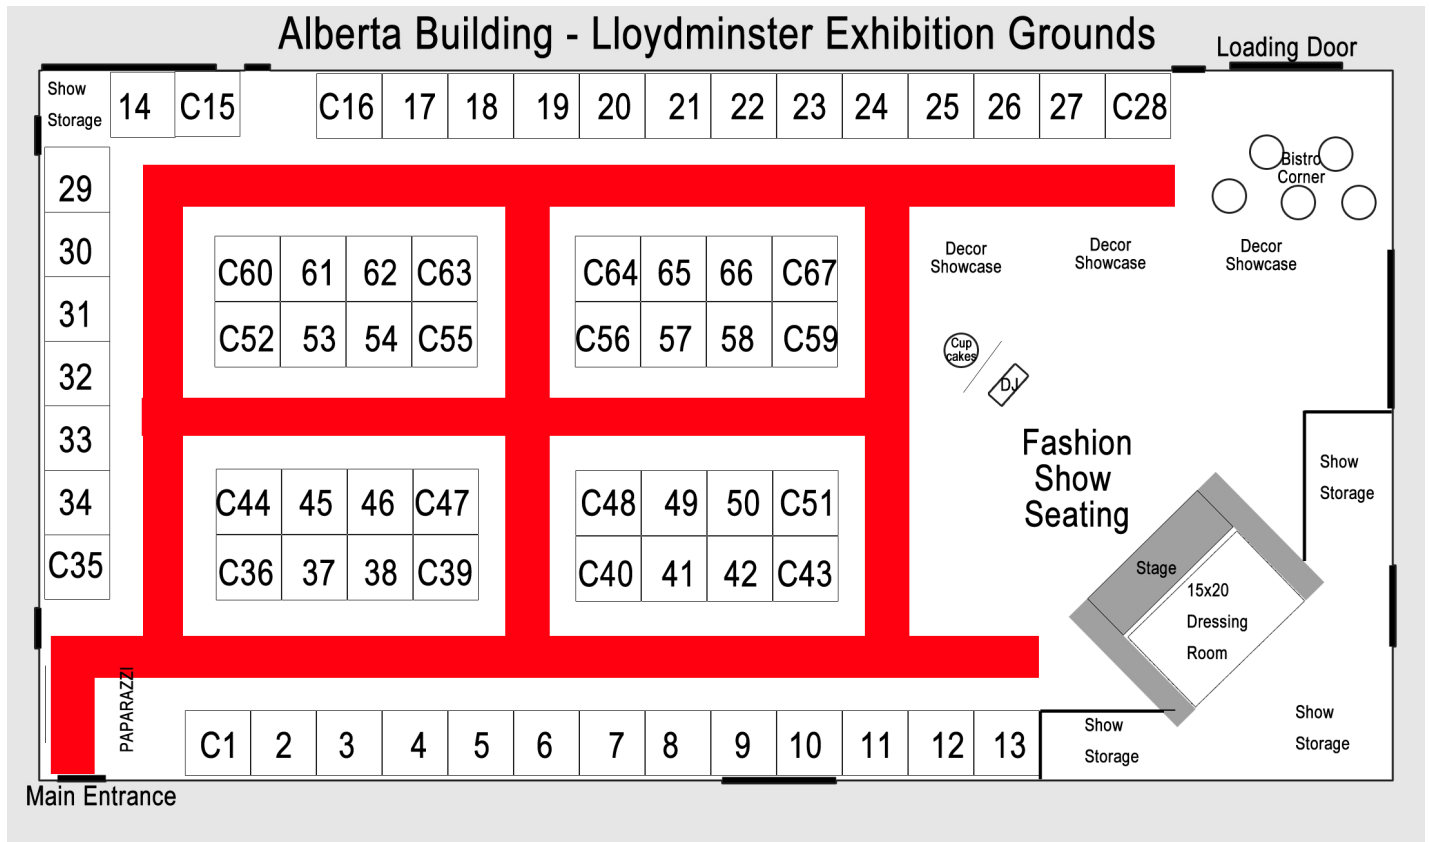 Alberta Building - Lloydminster Exhibition Grounds
Loading Door
Show
Storage
14 C15 C16 17 18 19 20 21 22 23 24 25 26 27 C28
Bistro
Corner
29
30
31
32
33
34
C35
C60 61 62 C63
C52 53 54 C55
C64 65 66 C67
C56 57 58 C59
Decor
Showcase
Decor
Showcase
Decor
Showcase
Cup
cakes
DJ
Fashion
Show
Seating
Show
Storage
C44 45 46 C47
C36 37 38 C39
C48 49 50 C51
C40 41 42 C43
Stage
15x20
Dressing
Room
PAPARAZZI
C1 2 3 4 5 6 7 8 9 10 11 12 13
Show
Storage
Show
Storage
Main Entrance